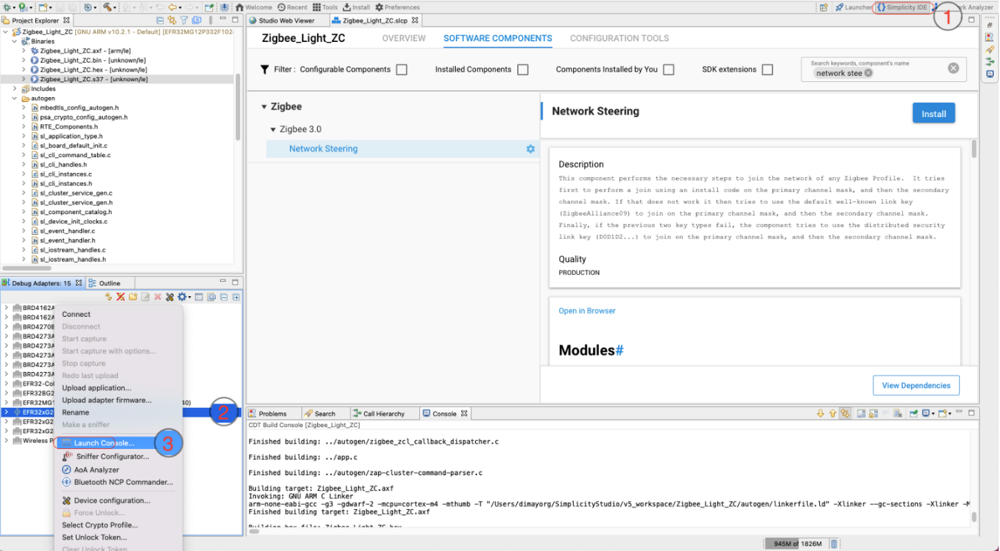 Welcome Recent Tools Install Preferences
Launcher Simplicity IDE rk Analyzer
1
Project Explorer
Zigbee_Light_ZC [GNU ARM v10.2.1 - Default] [EFR32MG12P332F102
Binaries
Zigbee_Light_ZC.axf - [arm/le]
Zigbee_Light_ZC.bin - [unknown/le]
Zigbee_Light_ZC.hex - [unknown/le]
Zigbee_Light_ZC.s37 - [unknown/le]
Includes
autogen
mbedtls_config_autogen.h
psa_crypto_config_autogen.h
RTE_Components.h
sl_application_type.h
sl_board_default_init.c
sl_cli_command_table.c
sl_cli_handles.h
sl_cli_instances.c
sl_cli_instances.h
sl_cluster_service_gen.c
sl_cluster_service_gen.h
sl_component_catalog.h
sl_device_init_clocks.c
sl_event_handler.c
sl_event_handler.h
sl_iostream_handles.c
sl_iostream_handles.h
Studio Web Viewer
Zigbee_Light_ZC.slcp
Zigbee_Light_ZC
OVERVIEW
SOFTWARE COMPONENTS
CONFIGURATION TOOLS
Filter : Configurable Components
Installed Components
Components Installed by You
SDK extensions
Search keywords, component's name
network stee
Zigbee
Zigbee 3.0
Network Steering
Network Steering
Install
Description
This component performs the necessary steps to join the network of any Zigbee Profile. It tries
first to perform a join using an install code on the primary channel mask, and then the secondary
channel mask. If that does not work it then tries to use the default well-known link key
(ZigbeeAlliance09) to join on the primary channel mask, and then the secondary channel mask.
Finally, if the previous two key types fail, the component tries to use the distributed security
link key (D0D1D2...) to join on the primary channel mask, and then the secondary channel mask.
Quality
PRODUCTION
Open in Browser
Modules#
View Dependencies
Debug Adapters: 15
Outline
BRD4162A
BRD4162A
BRD4270B
BRD4273A
BRD4273A
BRD4273A
BRD4273A
BRD4273A
EFR32-Col
EFR32BG2
EFR32MG1
40)
EFR32xG2
2
EFR32xG2
EFR32xG2
Wireless P
Connect
Disconnect
Start capture
Start capture with options...
Stop capture
Redo last upload
Upload application...
Upload adapter firmware...
Rename
Make a sniffer
Launch Console...
3
Sniffer Configurator...
AoA Analyzer
Bluetooth NCP Commander...
Device configuration...
Force Unlock...
Select Crypto Profile...
Set Unlock Token...
Clear Unlock Token
Problems
Search
Call Hierarchy
Console
CDT Build Console [Zigbee_Light_ZC]
Finished building: ../autogen/zigbee_zcl_callback_dispatcher.c
Finished building: ../app.c
Finished building: ../autogen/zap-cluster-command-parser.c
Building target: Zigbee_Light_ZC.axf
Invoking: GNU ARM C Linker
arm-none-eabi-gcc -g3 -gdwarf-2 -mcpu=cortex-m4 -mthumb -T "/Users/dimayorg/SimplicityStudio/v5_workspace/Zigbee_Light_ZC/autogen/linkerfile.ld" -Xlinker --gc-sections -Xlinker -M
Finished building target: Zigbee_Light_ZC.axf
Building hex file: Zigbee_Light_ZC.hex
945M of 1826M